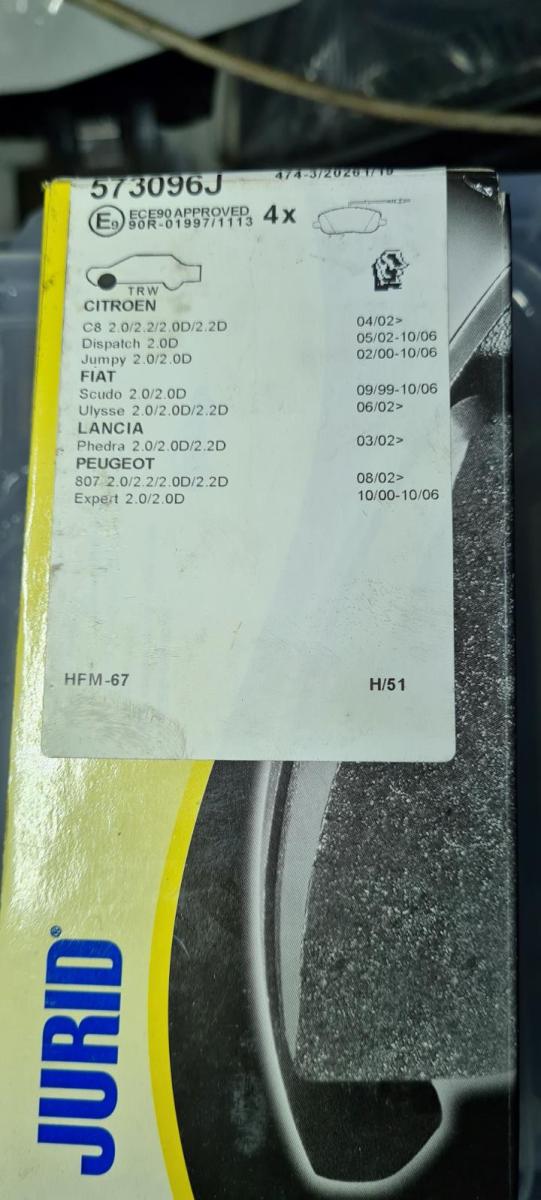 573096J
E9 ECE90 APPROVED 4x
90R-01997/1113
TRW
CITROEN
C8 2.0/2.2/2.0D/2.2D 04/02>
Dispatch 2.0D 05/02-10/06
Jumpy 2.0/2.0D 02/00-10/06
FIAT
Scudo 2.0/2.0D 09/99-10/06
Ulysse 2.0/2.0D/2.2D 06/02>
LANCIA
Phedra 2.0/2.0D/2.2D 03/02>
PEUGEOT
807 2.0/2.2/2.0D/2.2D 08/02>
Expert 2.0/2.0D 10/00-10/06
HFM-67 H/51
JURID®